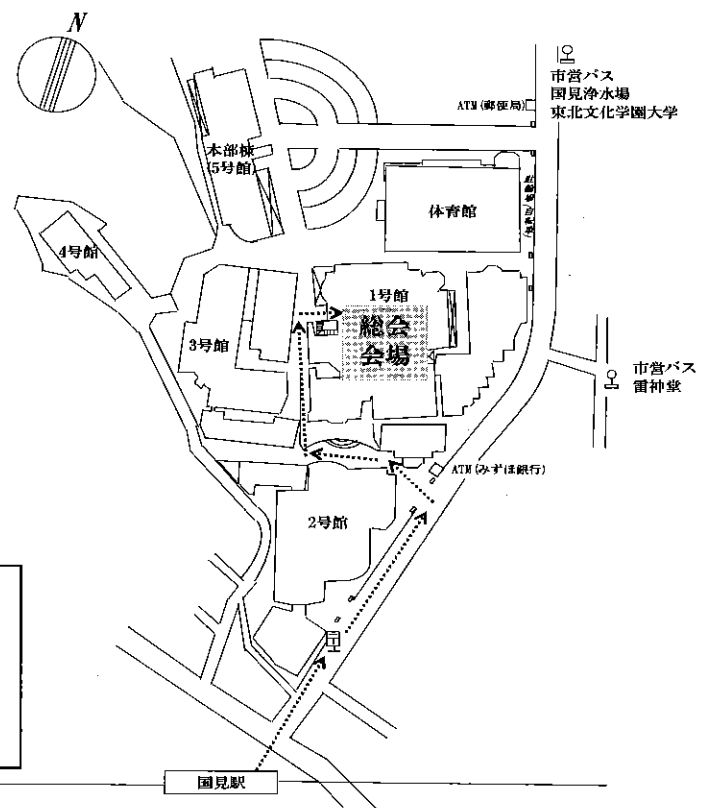 N
市営バス
国見浄水場
東北文化学園大学
ATM(郵便局)
本部棟
(5号館)
体育館
4号館
1号館
総会
会場
3号館
市営バス
雷神堂
ATM(みずほ銀行)
2号館
国見駅